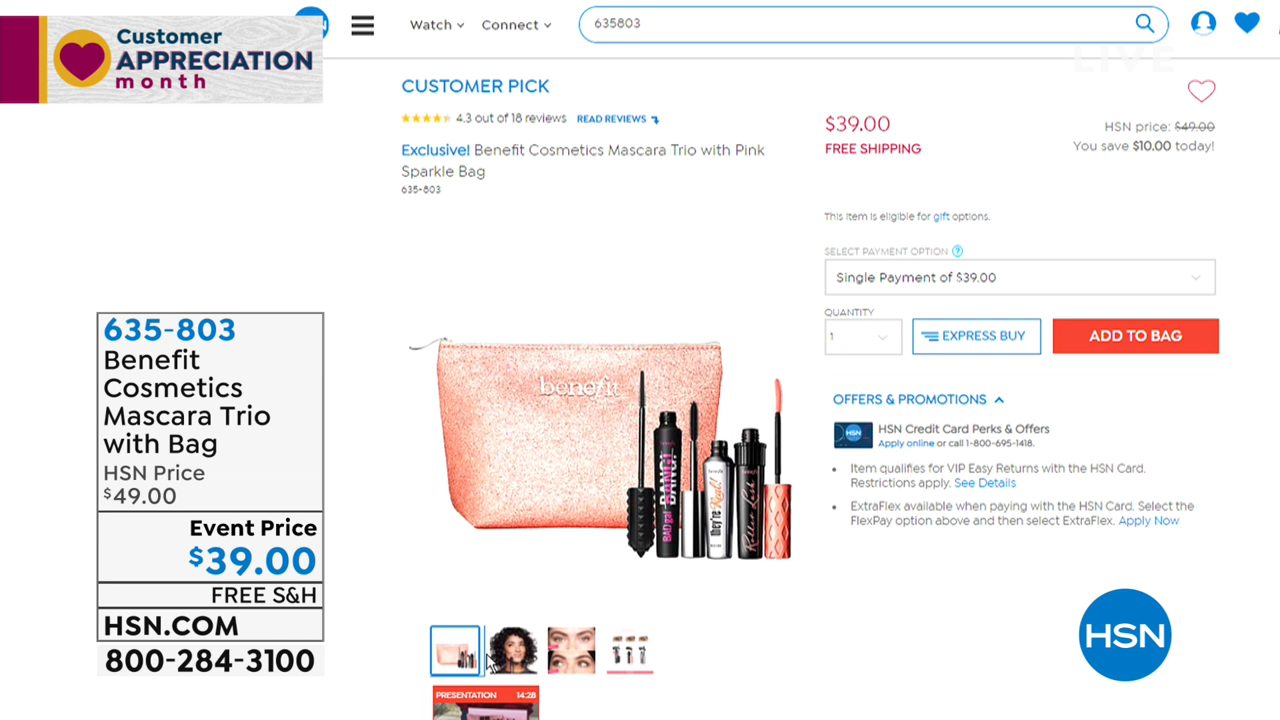 Customer
APPRECIATION
month
Watch
Connect
635803
LIVE
CUSTOMER PICK
4.3 out of 18 reviews READ REVIEWS
Exclusive! Benefit Cosmetics Mascara Trio with Pink
Sparkle Bag
635-803
$39.00
FREE SHIPPING
HSN price: $49.00
You save $10.00 today!
This item is eligible for gift options.
SELECT PAYMENT OPTION ?
Single Payment of $39.00
QUANTITY
1
EXPRESS BUY
ADD TO BAG
OFFERS & PROMOTIONS
HSN
HSN Credit Card Perks & Offers
Apply online or call 1-800-695-1418.
• Item qualifies for VIP Easy Returns with the HSN Card.
Restrictions apply. See Details
• ExtraFlex available when paying with the HSN Card. Select the
FlexPay option above and then select ExtraFlex. Apply Now
benefit
BADgal BANG!
benefit
they're Real!
Roller Lash
635-803
Benefit
Cosmetics
Mascara Trio
with Bag
HSN Price
$49.00
Event Price
$39.00
FREE S&H
HSN.COM
800-284-3100
PRESENTATION 14:28
HSN